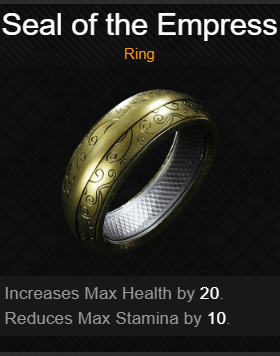 Seal of the Empress
Ring
Increases Max Health by 20.
Reduces Max Stamina by 10.